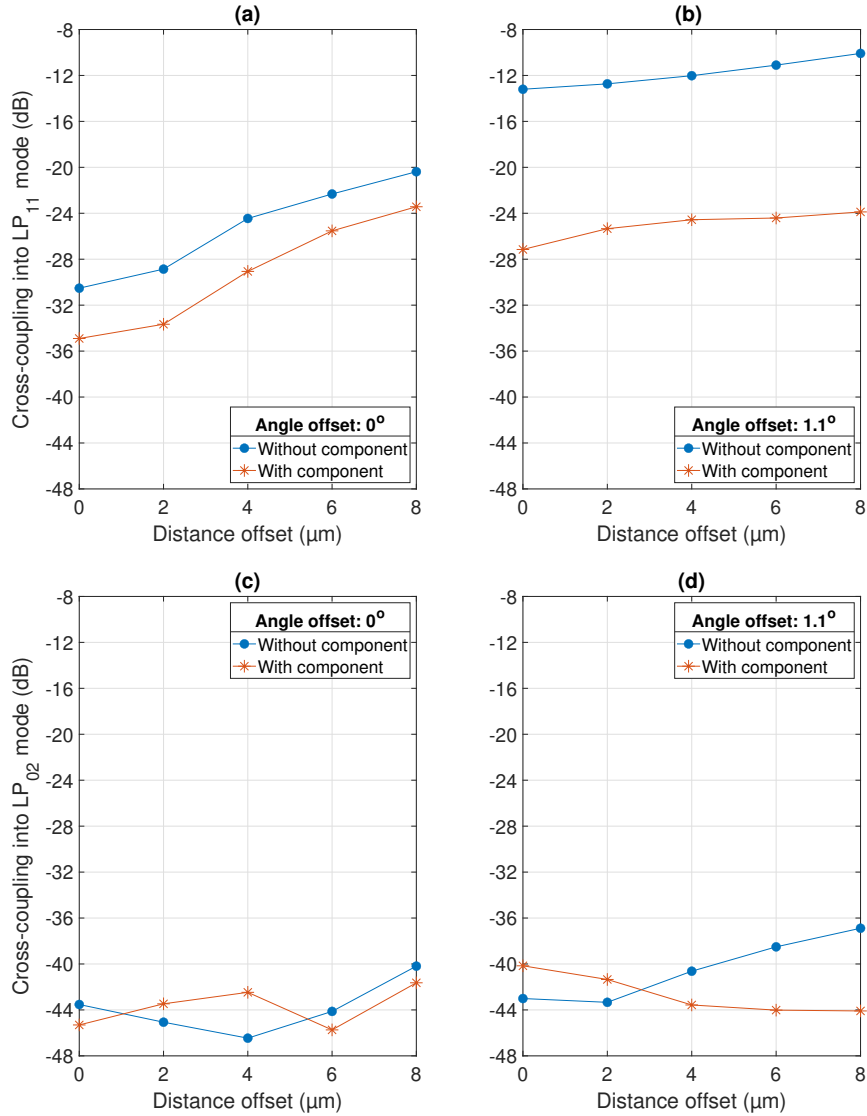 (a)
-8
-12
-16
-20
-24
-28
-32
-36
-40
-44
-48
Cross-coupling into LP11 mode (dB)
Angle offset: 0o
Without component
With component
0 2 4 6 8
Distance offset (µm)
(b)
-8
-12
-16
-20
-24
-28
-32
-36
-40
-44
-48
Angle offset: 1.1o
Without component
With component
0 2 4 6 8
Distance offset (µm)
(c)
-8
-12
-16
-20
-24
-28
-32
-36
-40
-44
-48
Cross-coupling into LP02 mode (dB)
Angle offset: 0o
Without component
With component
0 2 4 6 8
Distance offset (µm)
(d)
-8
-12
-16
-20
-24
-28
-32
-36
-40
-44
-48
Angle offset: 1.1o
Without component
With component
0 2 4 6 8
Distance offset (µm)